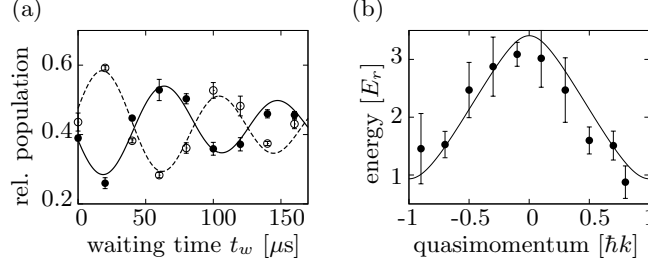 (a)
(b)
0.6
0.4
0.2
rel. population
0 50 100 150
waiting time t_w [μs]
3
2
1
energy [E_r]
-1 -0.5 0 0.5 1
quasimomentum [ħk]